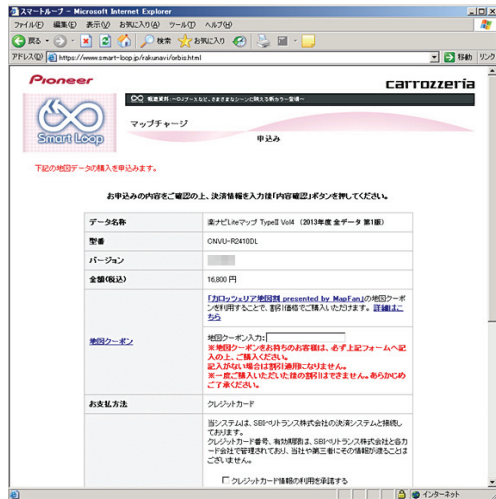 スマートループ - Microsoft Internet Explorer
ファイル(F) 編集(E) 表示(V) お気に入り(A) ツール(T) ヘルプ(H)
戻る 検索 お気に入り
アドレス(D) https://www.smart-loop.jp/rakunavi/orbis.html 移動 リンク
Pioneer carrozzeria
Smart Loop
マップチャージ
申込み
下記の地図データの購入を申込みます。
お申込みの内容をご確認の上、決済情報を入力後「内容確認」ボタンを押してください。
データ名称 楽ナビLiteマップ TypeII Vol4 (2013年度 全データ 第1版)
型番 CNVU-R2410DL
バージョン
金額(税込) 16,800 円
地図クーポン
「カロッツェリア地図割 presented by MapFan」の地図クーポ
ンを利用することで、割引価格でご購入いただけます。 詳細はこ
ちら
地図クーポン入力:
※地図クーポンをお持ちのお客様は、必ず上記フォームへ記
入の上、ご購入ください。
記入がない場合は割引適用になりません。
※一度ご購入いただいた後の割引はできません。あらかじめ
ご了承ください。
お支払方法 クレジットカード
当システムは、SBIベリトランス株式会社の決済システムと接続し
ております。
クレジットカード番号、有効期限は、SBIベリトランス株式会社と各カ
ード会社で管理されており、当社や第三者にその情報が渡ることは
ございません。
クレジットカード情報の利用を承諾する
インターネット